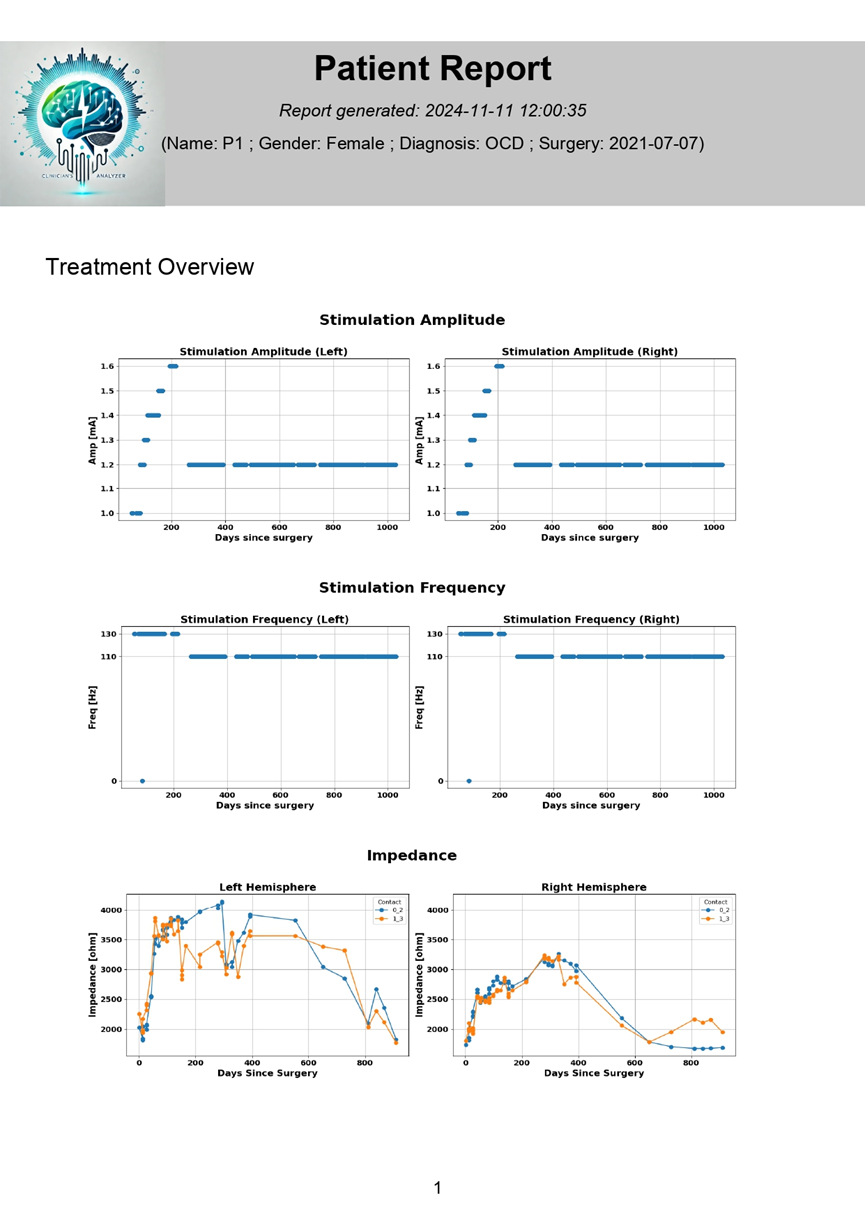 Patient Report
Report generated: 2024-11-11 12:00:35
(Name: P1 ; Gender: Female ; Diagnosis: OCD ; Surgery: 2021-07-07)
CLINICIAN'S ANALYZER
Treatment Overview
Stimulation Amplitude
Stimulation Amplitude (Left)
Amp [mA]
1.6
1.5
1.4
1.3
1.2
1.1
1.0
200 400 600 800 1000
Days since surgery
Stimulation Amplitude (Right)
Amp [mA]
1.6
1.5
1.4
1.3
1.2
1.1
1.0
200 400 600 800 1000
Days since surgery
Stimulation Frequency
Stimulation Frequency (Left)
Freq [Hz]
130
110
0
200 400 600 800 1000
Days since surgery
Stimulation Frequency (Right)
Freq [Hz]
130
110
0
200 400 600 800 1000
Days since surgery
Impedance
Left Hemisphere
Impedance [ohm]
4000
3500
3000
2500
2000
Contact
0_2
1_3
0 200 400 600 800
Days Since Surgery
Right Hemisphere
Impedance [ohm]
4000
3500
3000
2500
2000
Contact
0_2
1_3
0 200 400 600 800
Days Since Surgery
1